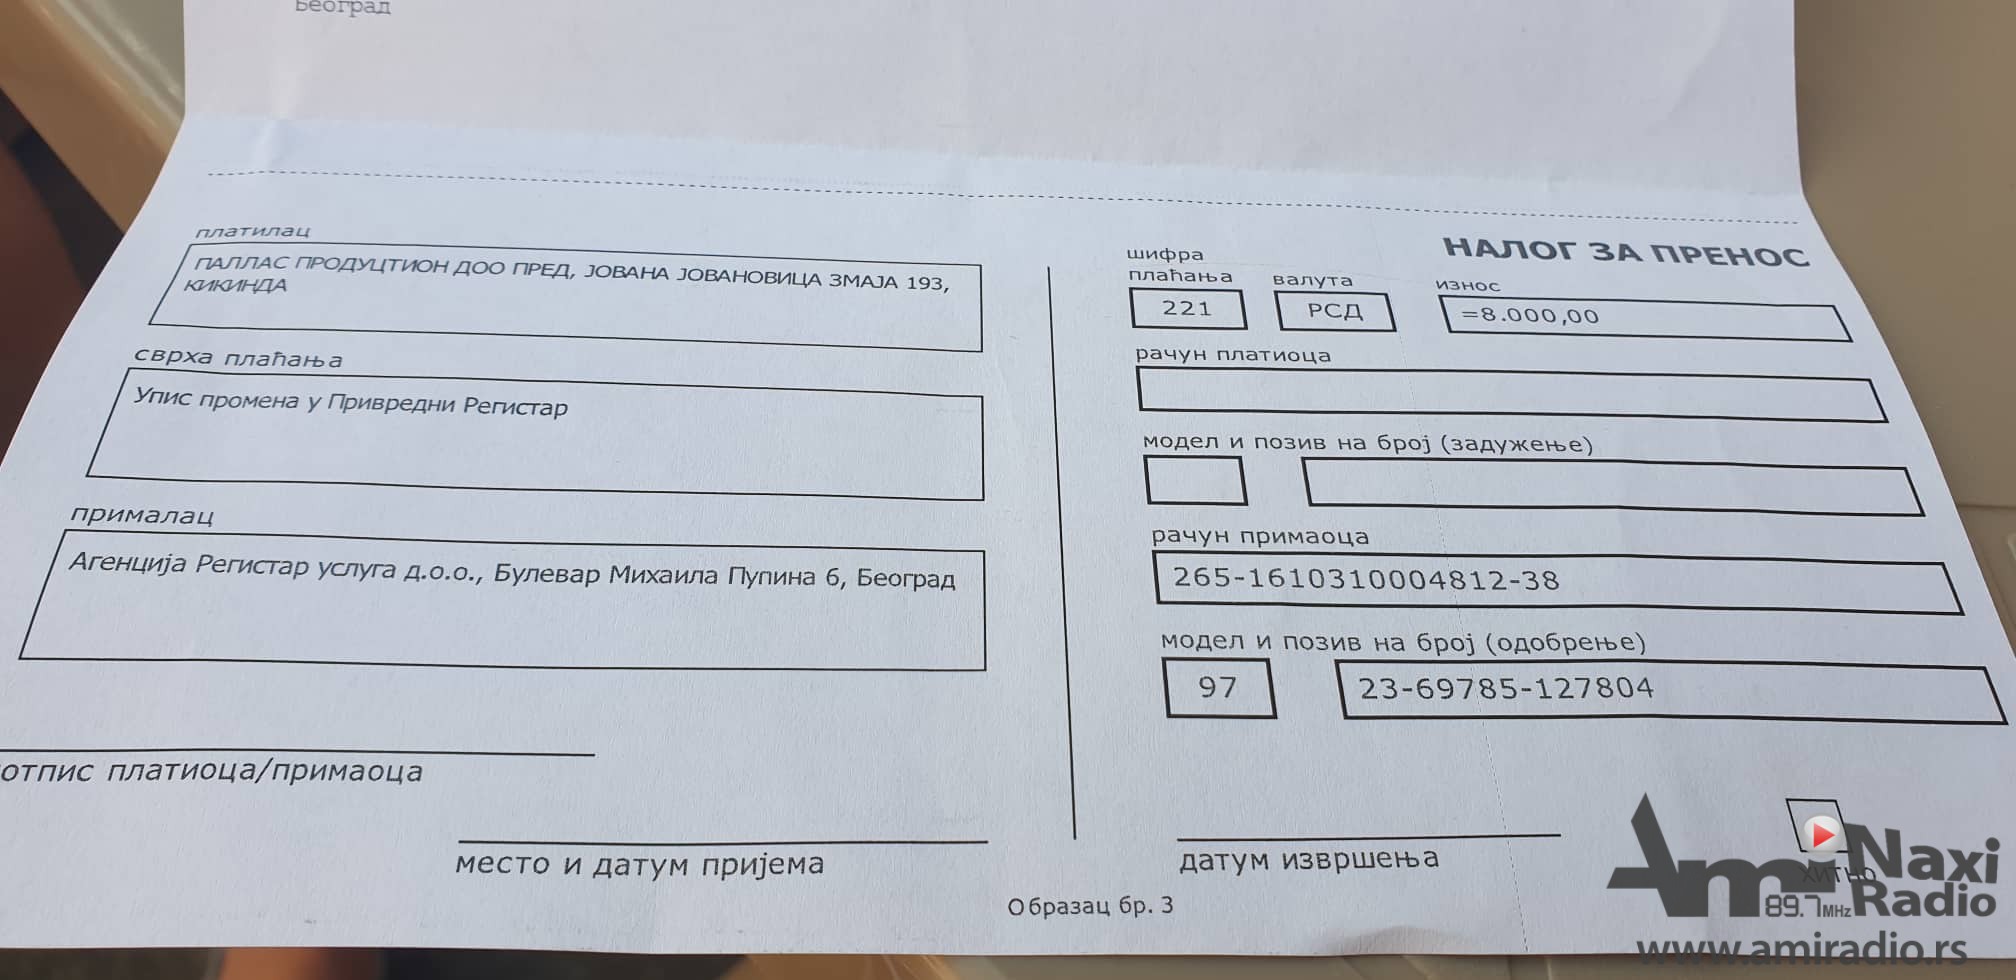 Београд
платилац
ПАЛЛАС ПРОДУЦТИОН ДОО ПРЕД, ЈОВАНА ЈОВАНОВИЦА ЗМАЈА 193,
КИКИНДА
сврха плаћања
Упис промена у Привредни Регистар
прималац
Агенција Регистар услуга д.о.о., Булевар Михаила Пупина 6, Београд
отпис платиоца/примаоца
место и датум пријема
НАЛОГ ЗА ПРЕНОС
шифра
плаћања валута износ
221 РСД =8.000,00
рачун платиоца
модел и позив на број (задужење)
рачун примаоца
265-1610310004812-38
модел и позив на број (одобрење)
97 23-69785-127804
датум извршења
хитно
Образац бр. 3
Ami Naxi
89.7 MHz Radio
www.amiradio.rs